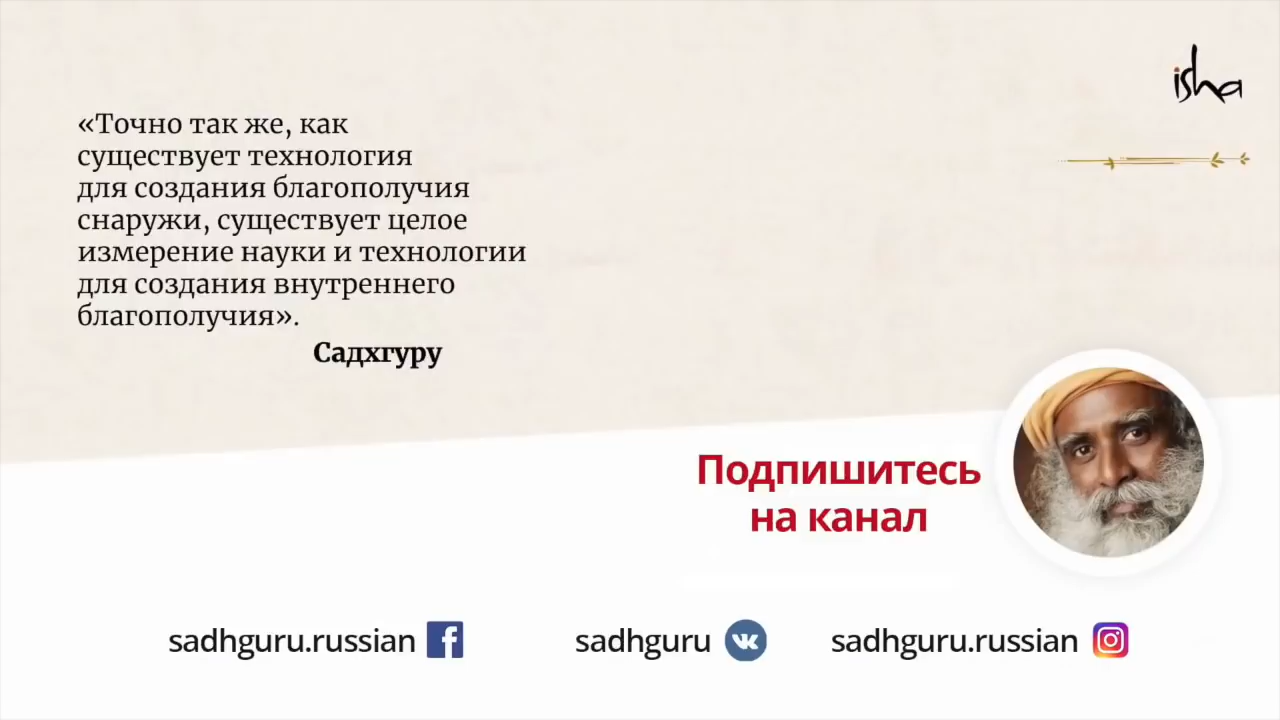 isha
«Точно так же, как
существует технология
для создания благополучия
снаружи, существует целое
измерение науки и технологии
для создания внутреннего
благополучия».
Садхгуру
Подпишитесь
на канал
sadhguru.russian f
sadhguru VK
sadhguru.russian